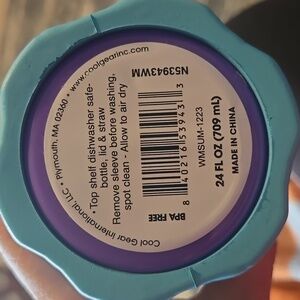 Cool Gear International, LLC • Plymouth, MA 02360 • www.coolgearinc.com
• Top shelf dishwasher safe-
bottle, lid & straw
Remove sleeve before washing,
spot clean • Allow to air dry
N53943WM
8 40216 53943 3
BPA FREE
WMSUM-1223
24 FL OZ (709 mL)
MADE IN CHINA